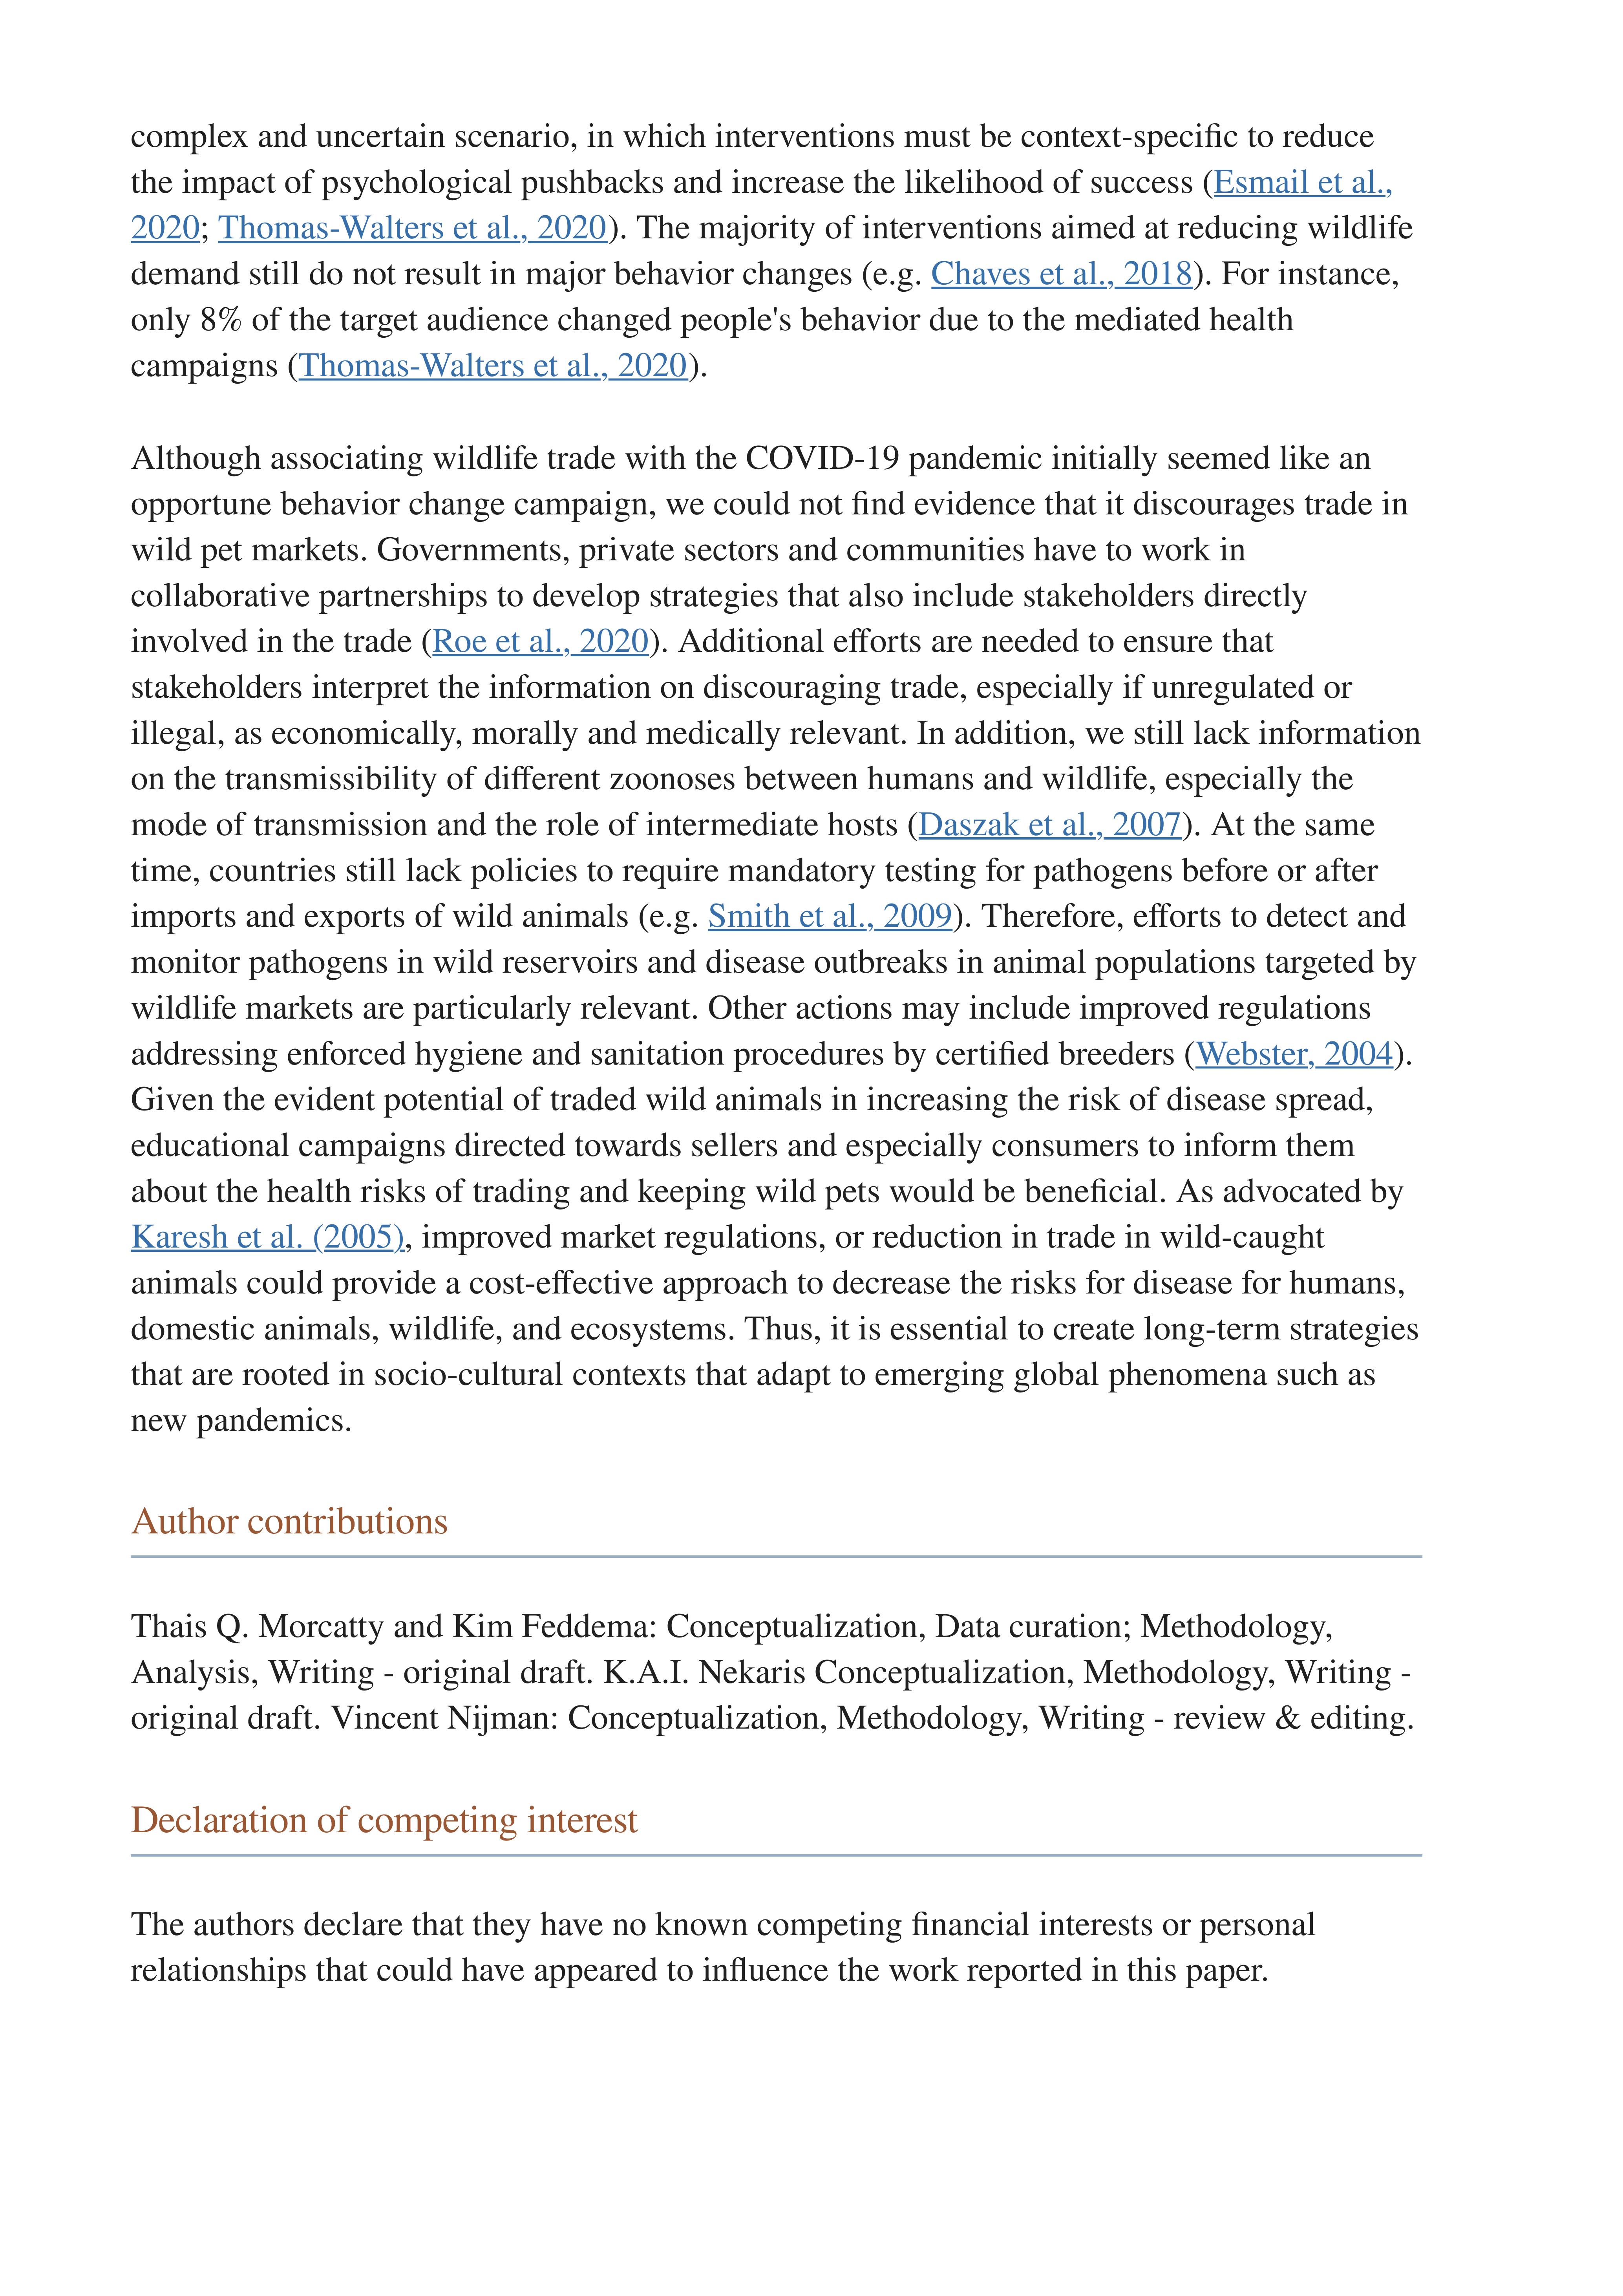 complex and uncertain scenario, in which interventions must be context-specific to reduce
the impact of psychological pushbacks and increase the likelihood of success (Esmail et al.,
2020; Thomas-Walters et al., 2020). The majority of interventions aimed at reducing wildlife
demand still do not result in major behavior changes (e.g. Chaves et al., 2018). For instance,
only 8% of the target audience changed people's behavior due to the mediated health
campaigns (Thomas-Walters et al., 2020).
Although associating wildlife trade with the COVID-19 pandemic initially seemed like an
opportune behavior change campaign, we could not find evidence that it discourages trade in
wild pet markets. Governments, private sectors and communities have to work in
collaborative partnerships to develop strategies that also include stakeholders directly
involved in the trade (Roe et al., 2020). Additional efforts are needed to ensure that
stakeholders interpret the information on discouraging trade, especially if unregulated or
illegal, as economically, morally and medically relevant. In addition, we still lack information
on the transmissibility of different zoonoses between humans and wildlife, especially the
mode of transmission and the role of intermediate hosts (Daszak et al., 2007). At the same
time, countries still lack policies to require mandatory testing for pathogens before or after
imports and exports of wild animals (e.g. Smith et al., 2009). Therefore, efforts to detect and
monitor pathogens in wild reservoirs and disease outbreaks in animal populations targeted by
wildlife markets are particularly relevant. Other actions may include improved regulations
addressing enforced hygiene and sanitation procedures by certified breeders (Webster, 2004).
Given the evident potential of traded wild animals in increasing the risk of disease spread,
educational campaigns directed towards sellers and especially consumers to inform them
about the health risks of trading and keeping wild pets would be beneficial. As advocated by
Karesh et al. (2005), improved market regulations, or reduction in trade in wild-caught
animals could provide a cost-effective approach to decrease the risks for disease for humans,
domestic animals, wildlife, and ecosystems. Thus, it is essential to create long-term strategies
that are rooted in socio-cultural contexts that adapt to emerging global phenomena such as
new pandemics.
Author contributions
Thais Q. Morcatty and Kim Feddema: Conceptualization, Data curation; Methodology,
Analysis, Writing - original draft. K.A.I. Nekaris Conceptualization, Methodology, Writing -
original draft. Vincent Nijman: Conceptualization, Methodology, Writing - review & editing.
Declaration of competing interest
The authors declare that they have no known competing financial interests or personal
relationships that could have appeared to influence the work reported in this paper.